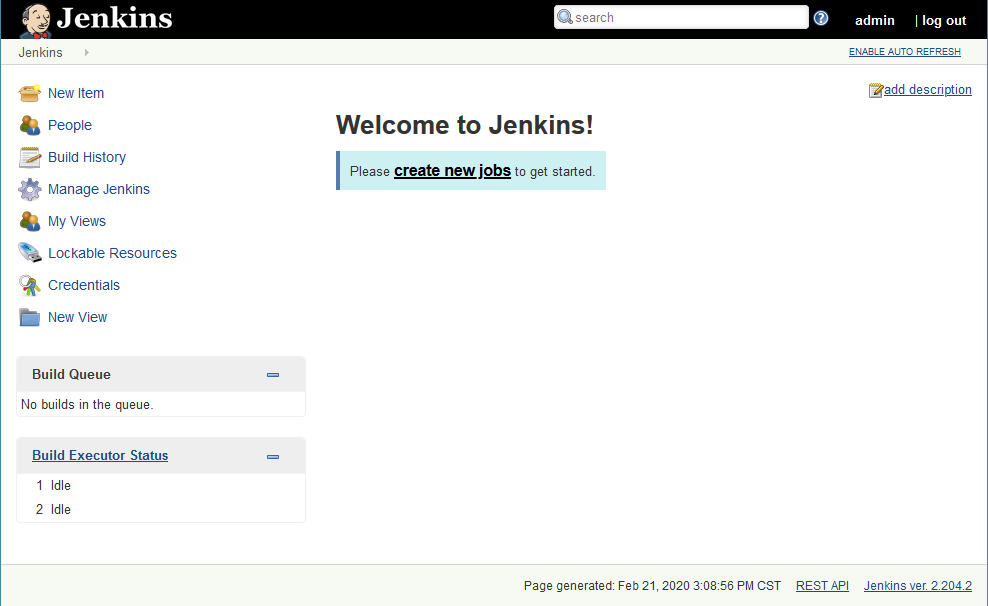 Jenkins
search
admin
| log out
Jenkins
ENABLE AUTO REFRESH
New Item
People
Build History
Manage Jenkins
My Views
Lockable Resources
Credentials
New View
add description
Welcome to Jenkins!
Please create new jobs to get started.
Build Queue
No builds in the queue.
Build Executor Status
1 Idle
2 Idle
Page generated: Feb 21, 2020 3:08:56 PM CST REST API Jenkins ver. 2.204.2